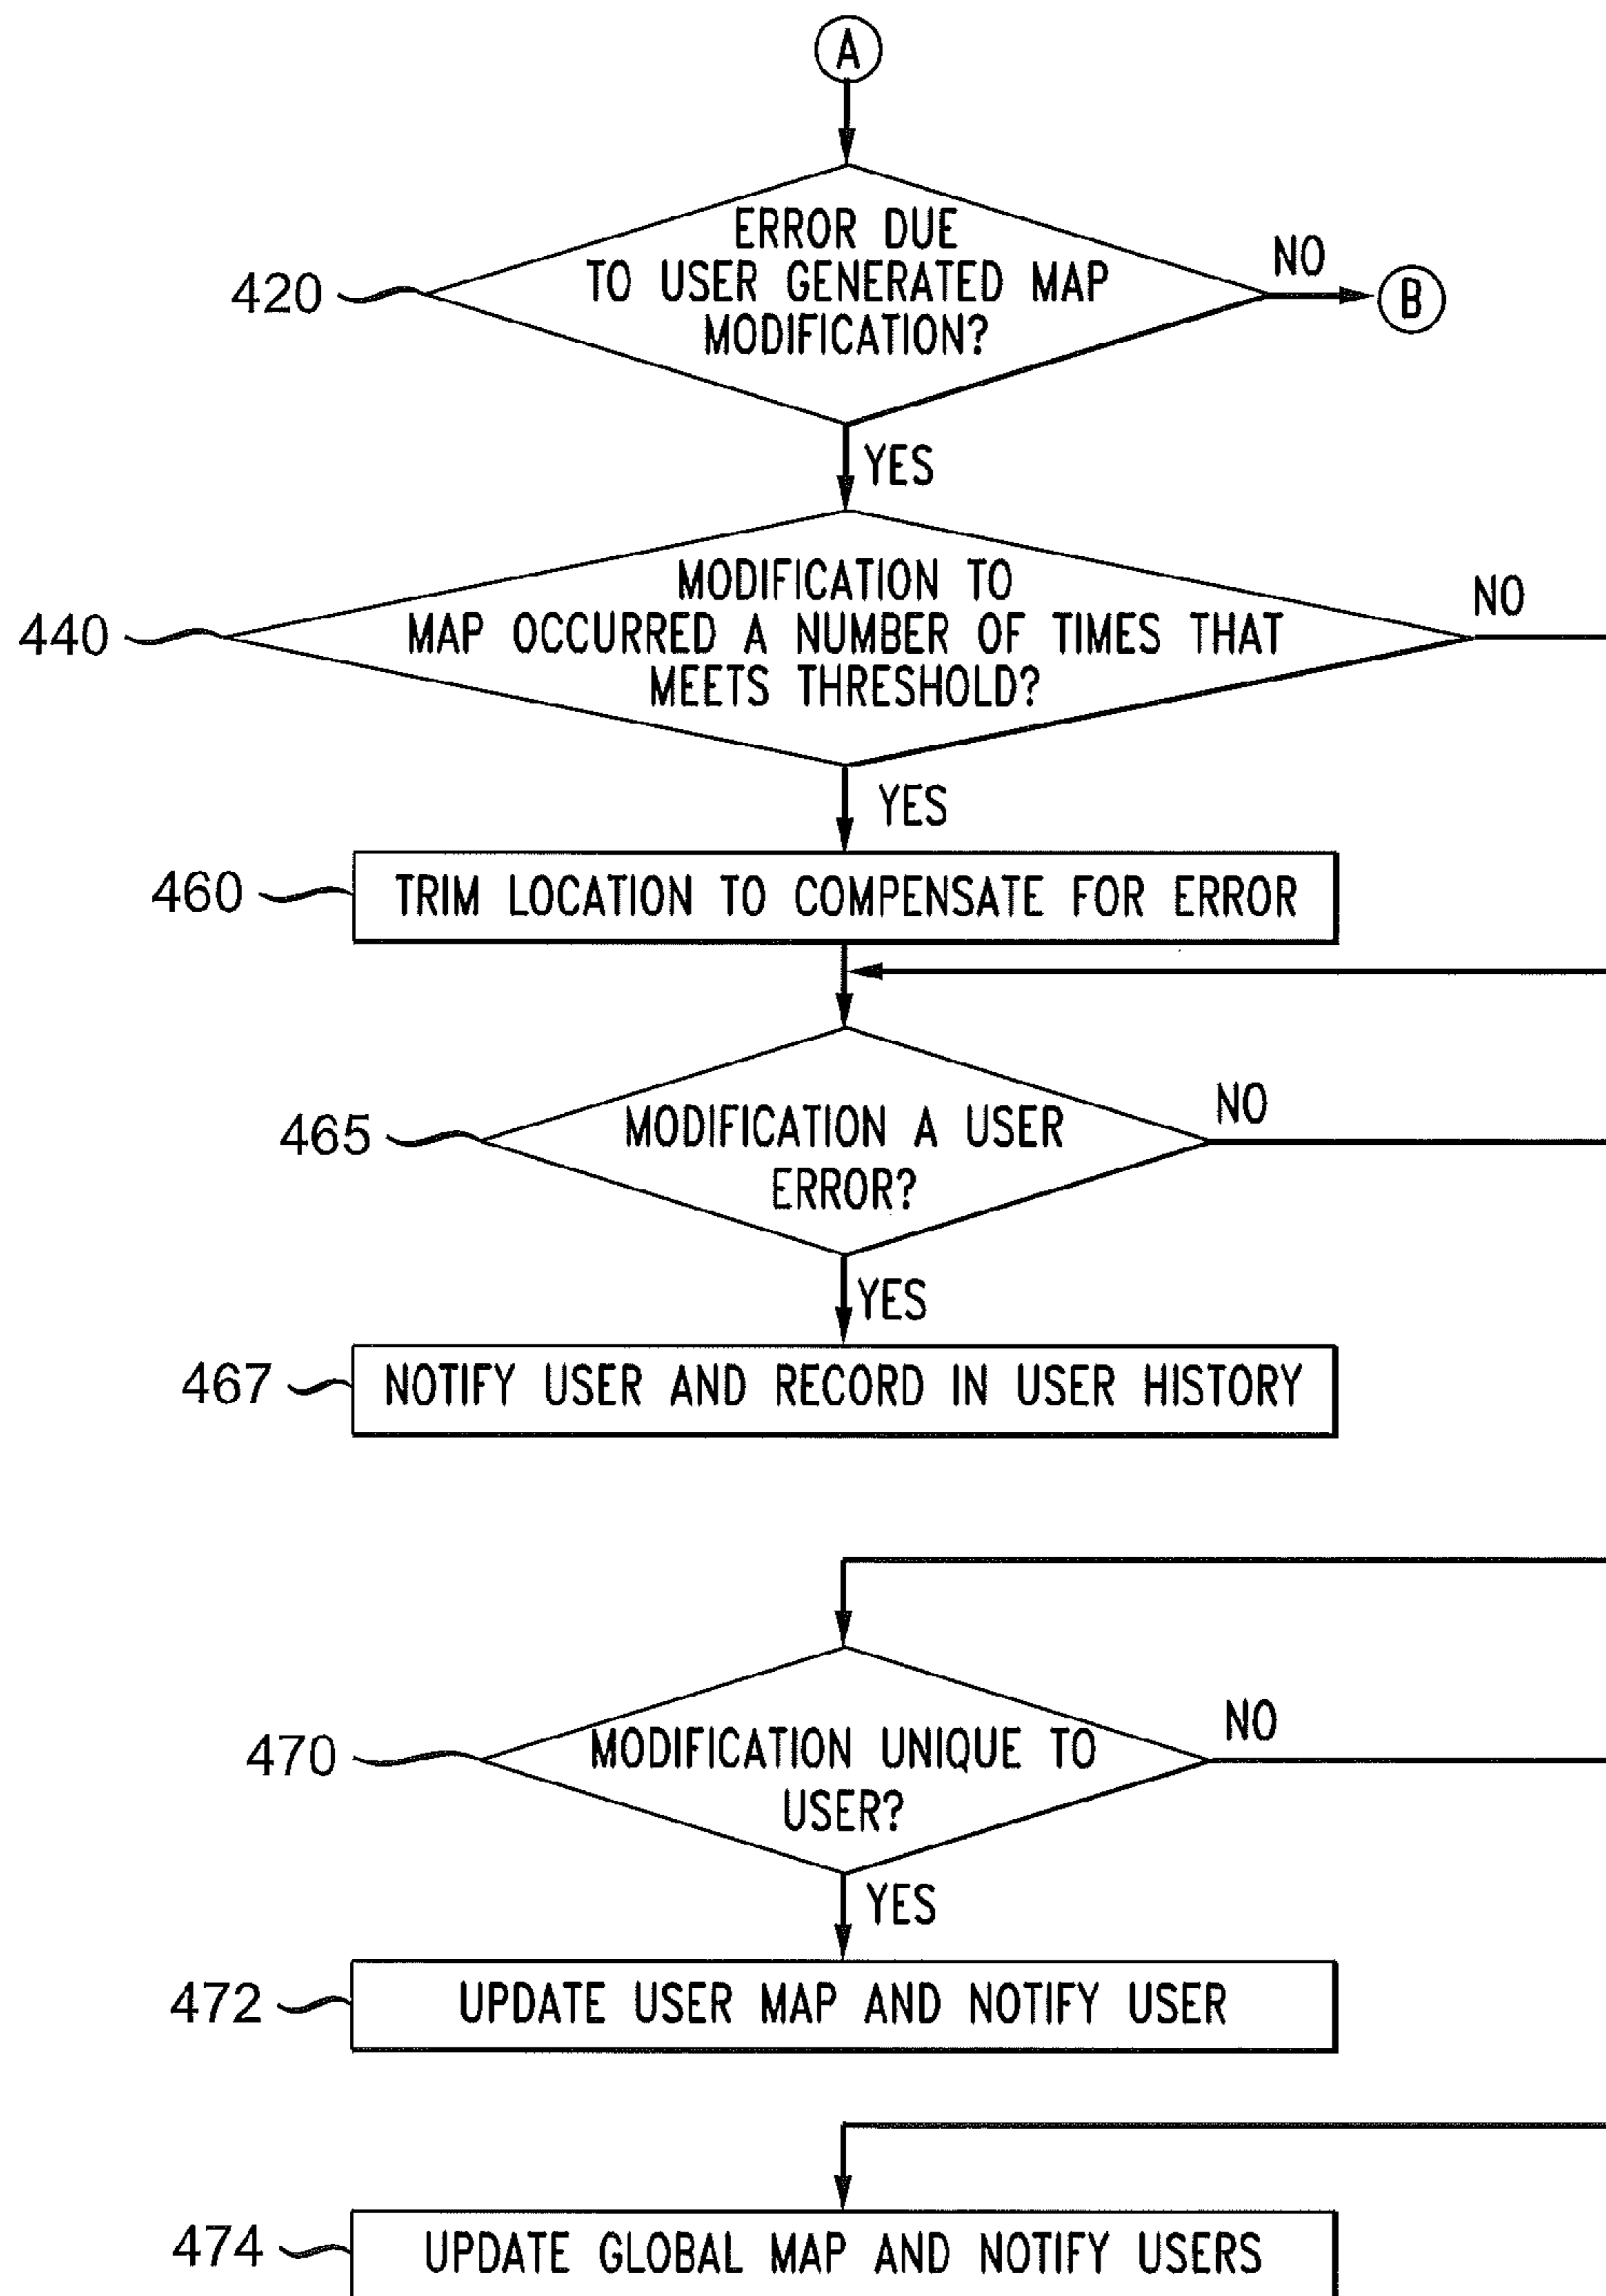 A
ERROR DUE
TO USER GENERATED MAP
MODIFICATION?
NO
B
420
YES
MODIFICATION TO
MAP OCCURRED A NUMBER OF TIMES THAT
MEETS THRESHOLD?
NO
440
YES
460
TRIM LOCATION TO COMPENSATE FOR ERROR
465
MODIFICATION A USER
ERROR?
NO
YES
467
NOTIFY USER AND RECORD IN USER HISTORY
470
MODIFICATION UNIQUE TO
USER?
NO
YES
472
UPDATE USER MAP AND NOTIFY USER
474
UPDATE GLOBAL MAP AND NOTIFY USERS